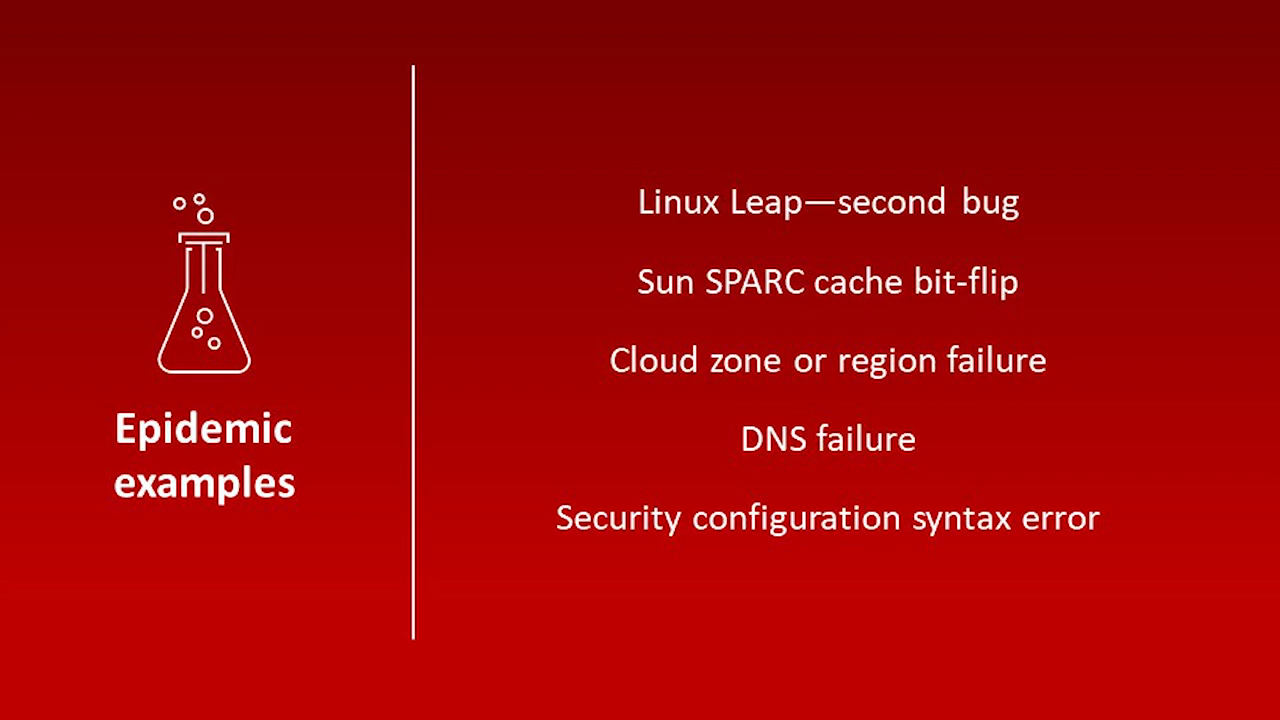 Epidemic
examples
Linux Leap—second bug
Sun SPARC cache bit-flip
Cloud zone or region failure
DNS failure
Security configuration syntax error